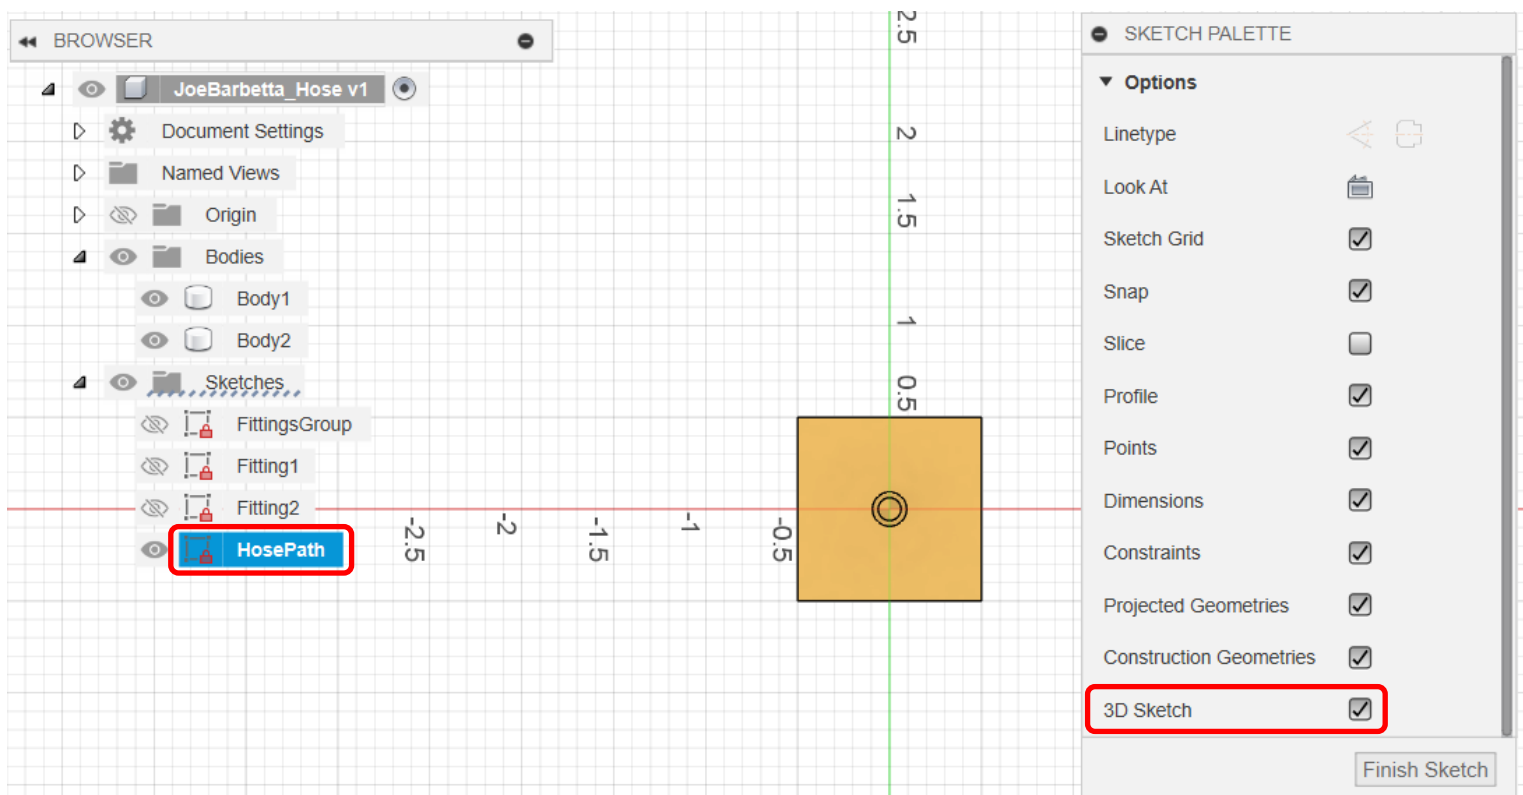 BROWSER
JoeBarbetta_Hose v1
Document Settings
Named Views
Origin
Bodies
Body1
Body2
Sketches
FittingsGroup
Fitting1
Fitting2
HosePath
2.5
2
1.5
1
0.5
-2.5
-2
-1.5
-1
-0.5
SKETCH PALETTE
Options
Linetype
Look At
Sketch Grid
Snap
Slice
Profile
Points
Dimensions
Constraints
Projected Geometries
Construction Geometries
3D Sketch
Finish Sketch